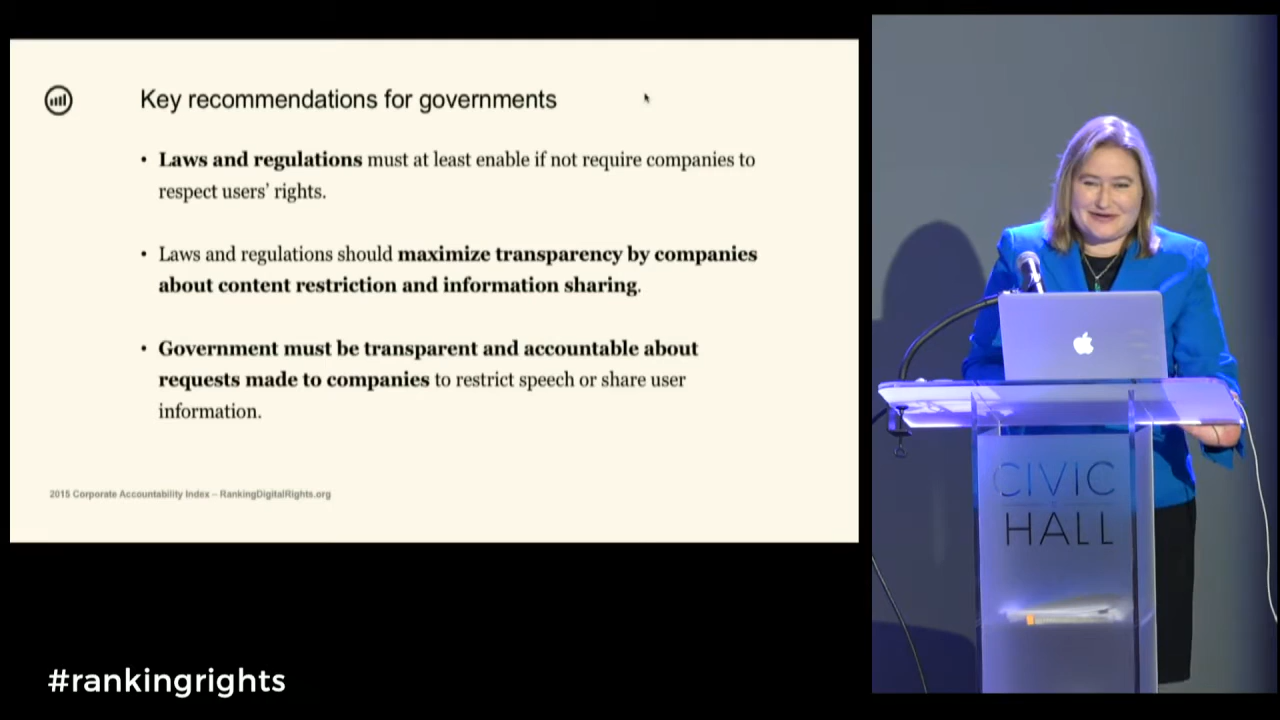 Key recommendations for governments
• Laws and regulations must at least enable if not require companies to
respect users’ rights.
• Laws and regulations should maximize transparency by companies
about content restriction and information sharing.
• Government must be transparent and accountable about
requests made to companies to restrict speech or share user
information.
2015 Corporate Accountability Index – RankingDigitalRights.org
#rankingrights
CIVIC
HALL